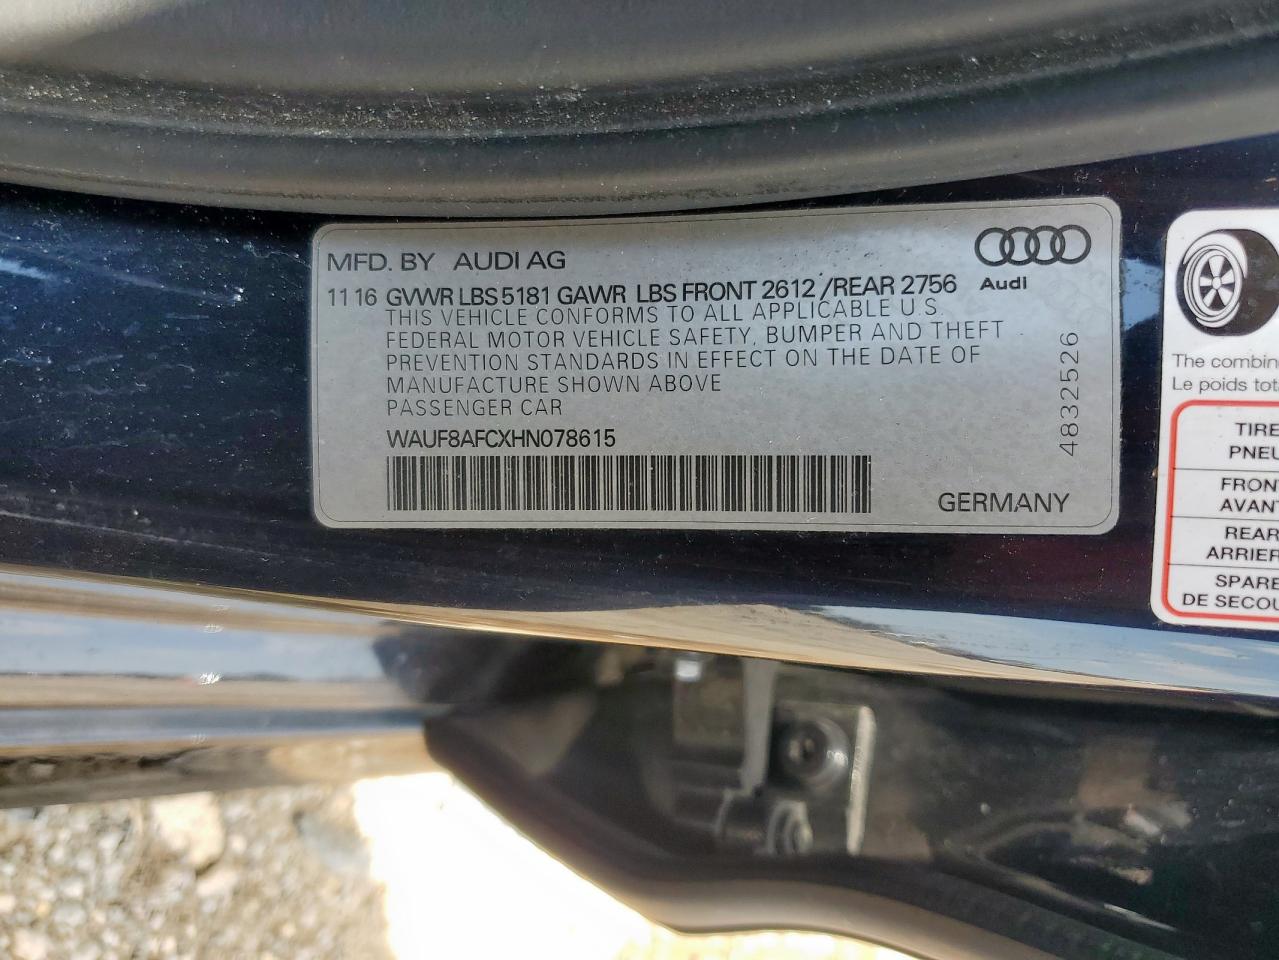 MFD. BY AUDI AG
11 16 GVWR LBS 5181 GAWR LBS FRONT 2612 /REAR 2756
Audi
THIS VEHICLE CONFORMS TO ALL APPLICABLE U.S.
FEDERAL MOTOR VEHICLE SAFETY, BUMPER AND THEFT
PREVENTION STANDARDS IN EFFECT ON THE DATE OF
MANUFACTURE SHOWN ABOVE
PASSENGER CAR
WAUF8AFCXHN078615
4832526
GERMANY
The combin
Le poids tot
TIRE
PNEU
FRONT
AVANT
REAR
ARRIER
SPARE
DE SECOU